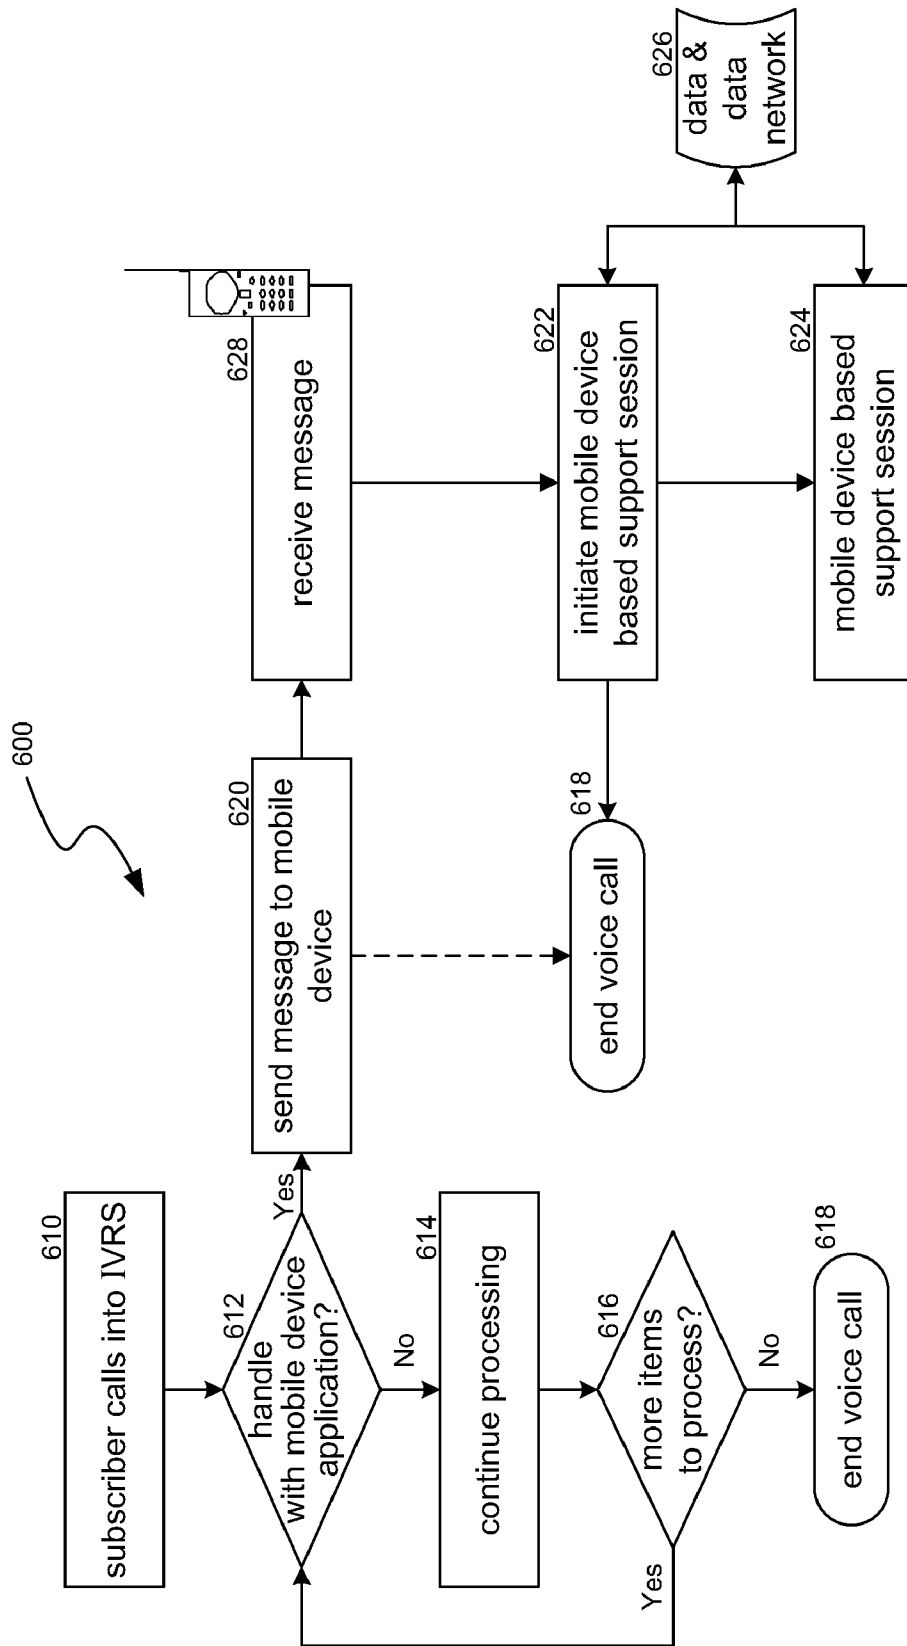 600
610
subscriber calls into IVRS
612
handle
with mobile device
application?
Yes
No
614
continue processing
616
more items
to process?
Yes
No
618
end voice call
620
send message to mobile
device
618
end voice call
628
receive message
622
initiate mobile device
based support session
624
mobile device based
support session
626
data &
data
network